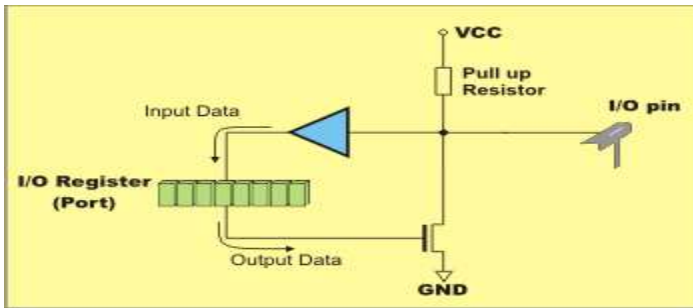 VCC
Pull up
Resistor
I/O pin
Input Data
I/O Register
(Port)
Output Data
GND